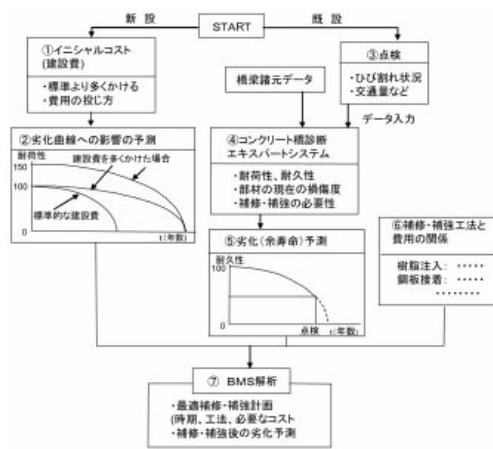 新 設
START
既 設
①イニシャルコスト
(建設費)
・標準より多くかける
・費用の投じ方
③点検
・ひび割れ状況
・交通量など
橋梁諸元データ
データ入力
②劣化曲線への影響の予測
耐荷性
建設費を多くかけた場合
150
100
標準的な建設費
0
t(年数)
④コンクリート橋診断
エキスパートシステム
・耐荷性、耐久性
・部材の現在の損傷度
・補修・補強の必要性
⑤劣化(余寿命)予測
耐久性
100
0
点検
t(年数)
⑥補修・補強工法と
費用の関係
樹脂注入: ・・・・・
鋼板接着: ・・・・・
・・・・・・・・
⑦ BMS解析
・最適補修・補強計画
(時期、工法、必要なコスト
・補修・補強後の劣化予測